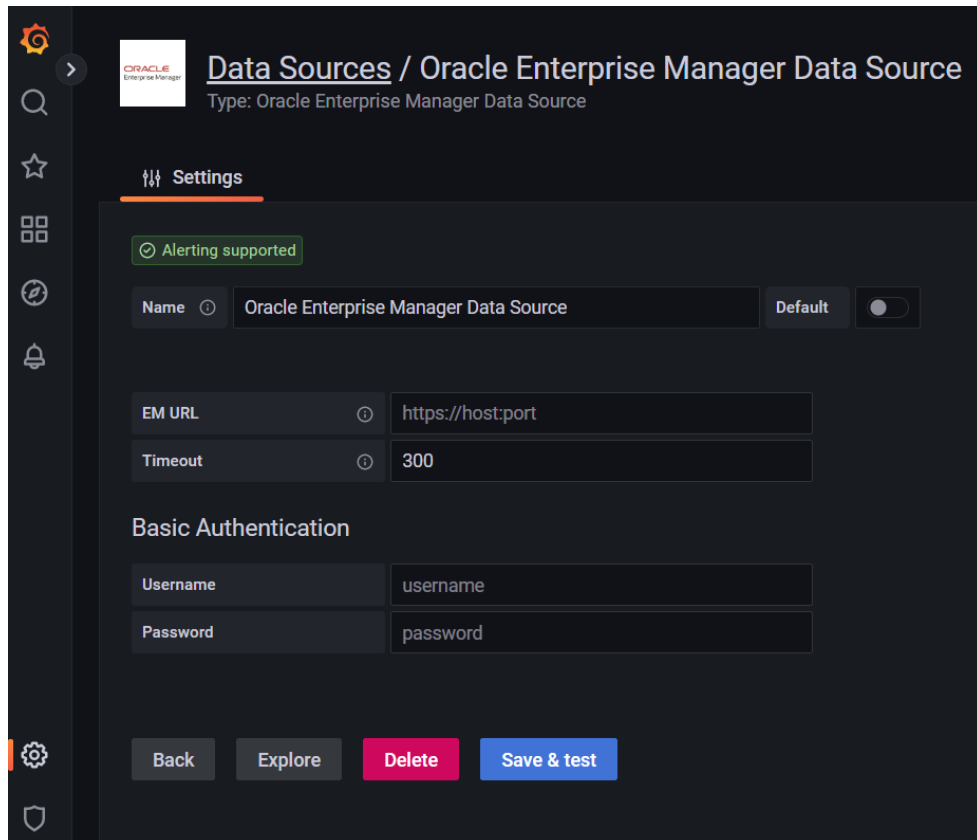 ORACLE
Enterprise Manager
Data Sources / Oracle Enterprise Manager Data Source
Type: Oracle Enterprise Manager Data Source
Settings
Alerting supported
Name
Oracle Enterprise Manager Data Source
Default
EM URL
https://host:port
Timeout
300
Basic Authentication
Username
username
Password
password
Back
Explore
Delete
Save & test